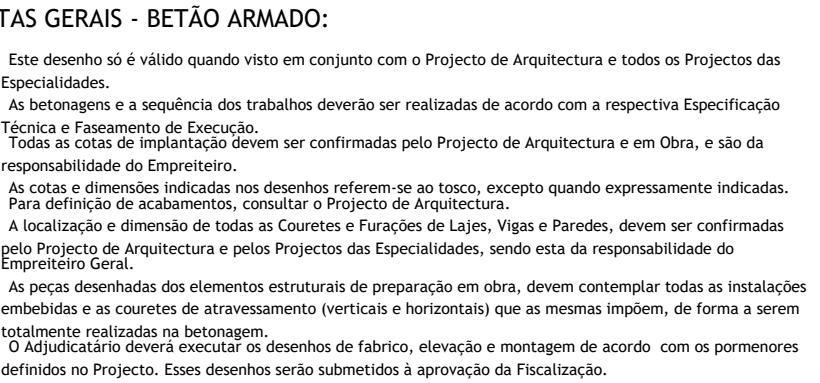 TAS GERAIS - BETÃO ARMADO:
Este desenho só é válido quando visto em conjunto com o Projecto de Arquitectura e todos os Projectos das
Especialidades.
As betonagens e a sequência dos trabalhos deverão ser realizadas de acordo com a respectiva Especificação
Técnica e Faseamento de Execução.
Todas as cotas de implantação devem ser confirmadas pelo Projecto de Arquitectura e em Obra, e são da
responsabilidade do Empreiteiro.
As cotas e dimensões indicadas nos desenhos referem-se ao tosco, excepto quando expressamente indicadas.
Para definição de acabamentos, consultar o Projecto de Arquitectura.
A localização e dimensão de todas as Couretes e Furações de Lajes, Vigas e Paredes, devem ser confirmadas
pelo Projecto de Arquitectura e pelos Projectos das Especialidades, sendo esta da responsabilidade do
Empreiteiro Geral.
As peças desenhadas dos elementos estruturais de preparação em obra, devem contemplar todas as instalações
embebidas e as couretes de atravessamento (verticais e horizontais) que as mesmas impõem, de forma a serem
totalmente realizadas na betonagem.
O Adjudicatário deverá executar os desenhos de fabrico, elevação e montagem de acordo com os pormenores
definidos no Projecto. Esses desenhos serão submetidos à aprovação da Fiscalização.